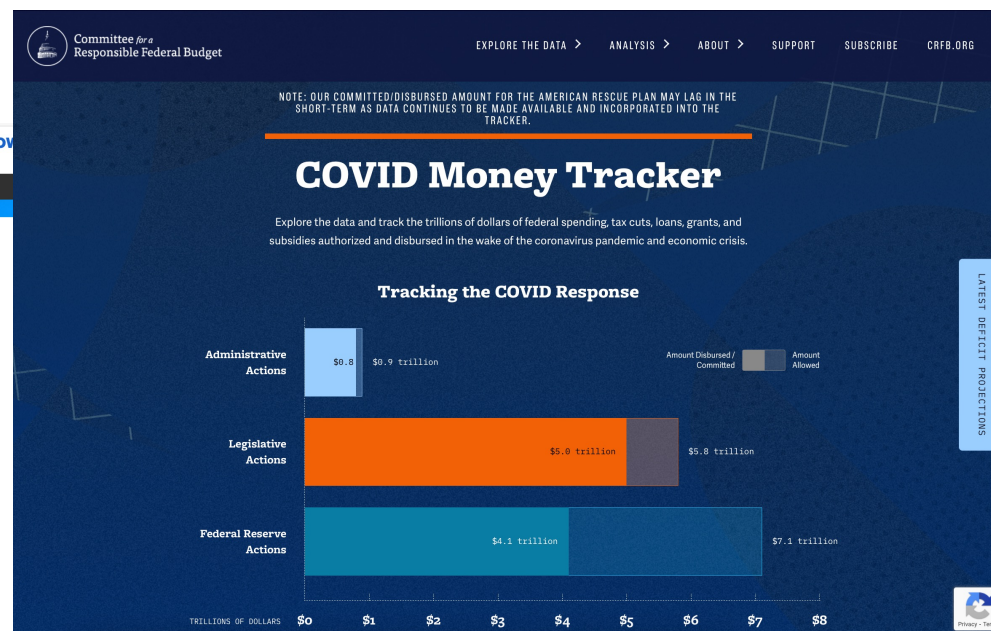 Committee for a
Responsible Federal Budget
EXPLORE THE DATA >
ANALYSIS >
ABOUT >
SUPPORT
SUBSCRIBE
CRFB.ORG
NOTE: OUR COMMITTED/DISBURSED AMOUNT FOR THE AMERICAN RESCUE PLAN MAY LAG IN THE
SHORT-TERM AS DATA CONTINUES TO BE MADE AVAILABLE AND INCORPORATED INTO THE
TRACKER.
COVID Money Tracker
Explore the data and track the trillions of dollars of federal spending, tax cuts, loans, grants, and
subsidies authorized and disbursed in the wake of the coronavirus pandemic and economic crisis.
LATEST DEFICIT PROJECTIONS
Tracking the COVID Response
Administrative
Actions
$0.8
$0.9 trillion
Amount Disbursed /
Committed
Amount
Allowed
Legislative
Actions
$5.0 trillion
$5.8 trillion
Federal Reserve
Actions
$4.1 trillion
$7.1 trillion
TRILLIONS OF DOLLARS
$0
$1
$2
$3
$4
$5
$6
$7
$8
Privacy -